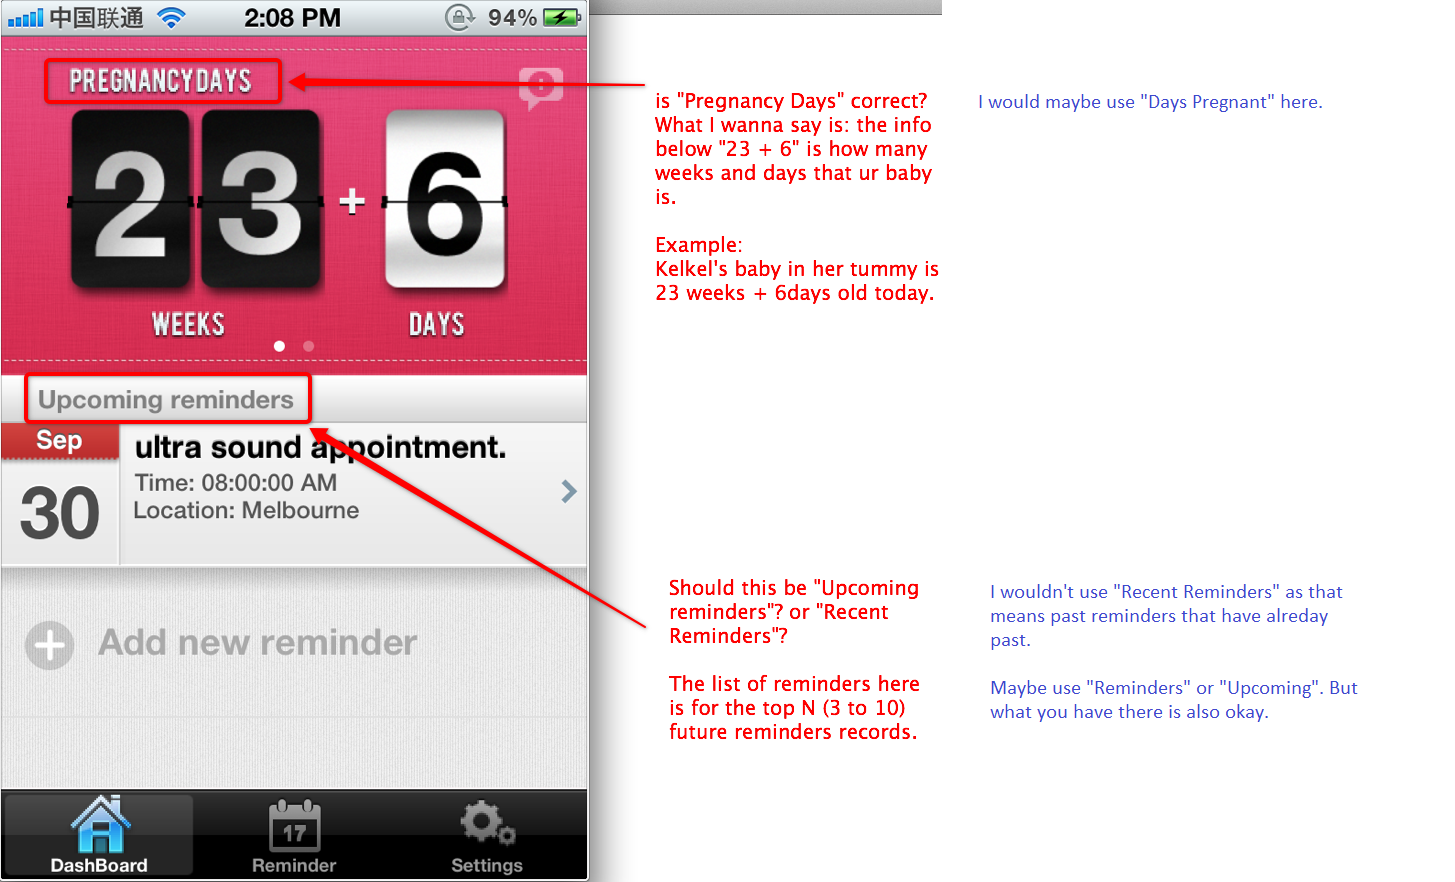 中国联通 2:08 PM 94%
PREGNANCY DAYS
23 + 6
WEEKS DAYS
Upcoming reminders
Sep
30
ultra sound appointment.
Time: 08:00:00 AM
Location: Melbourne
Add new reminder
17
DashBoard Reminder Settings
is "Pregnancy Days" correct?
What I wanna say is: the info
below "23 + 6" is how many
weeks and days that ur baby
is.
Example:
Kelkel's baby in her tummy is
23 weeks + 6days old today.
I would maybe use "Days Pregnant" here.
Should this be "Upcoming
reminders"? or "Recent
Reminders"?
The list of reminders here
is for the top N (3 to 10)
future reminders records.
I wouldn't use "Recent Reminders" as that
means past reminders that have alreday
past.
Maybe use "Reminders" or "Upcoming". But
what you have there is also okay.